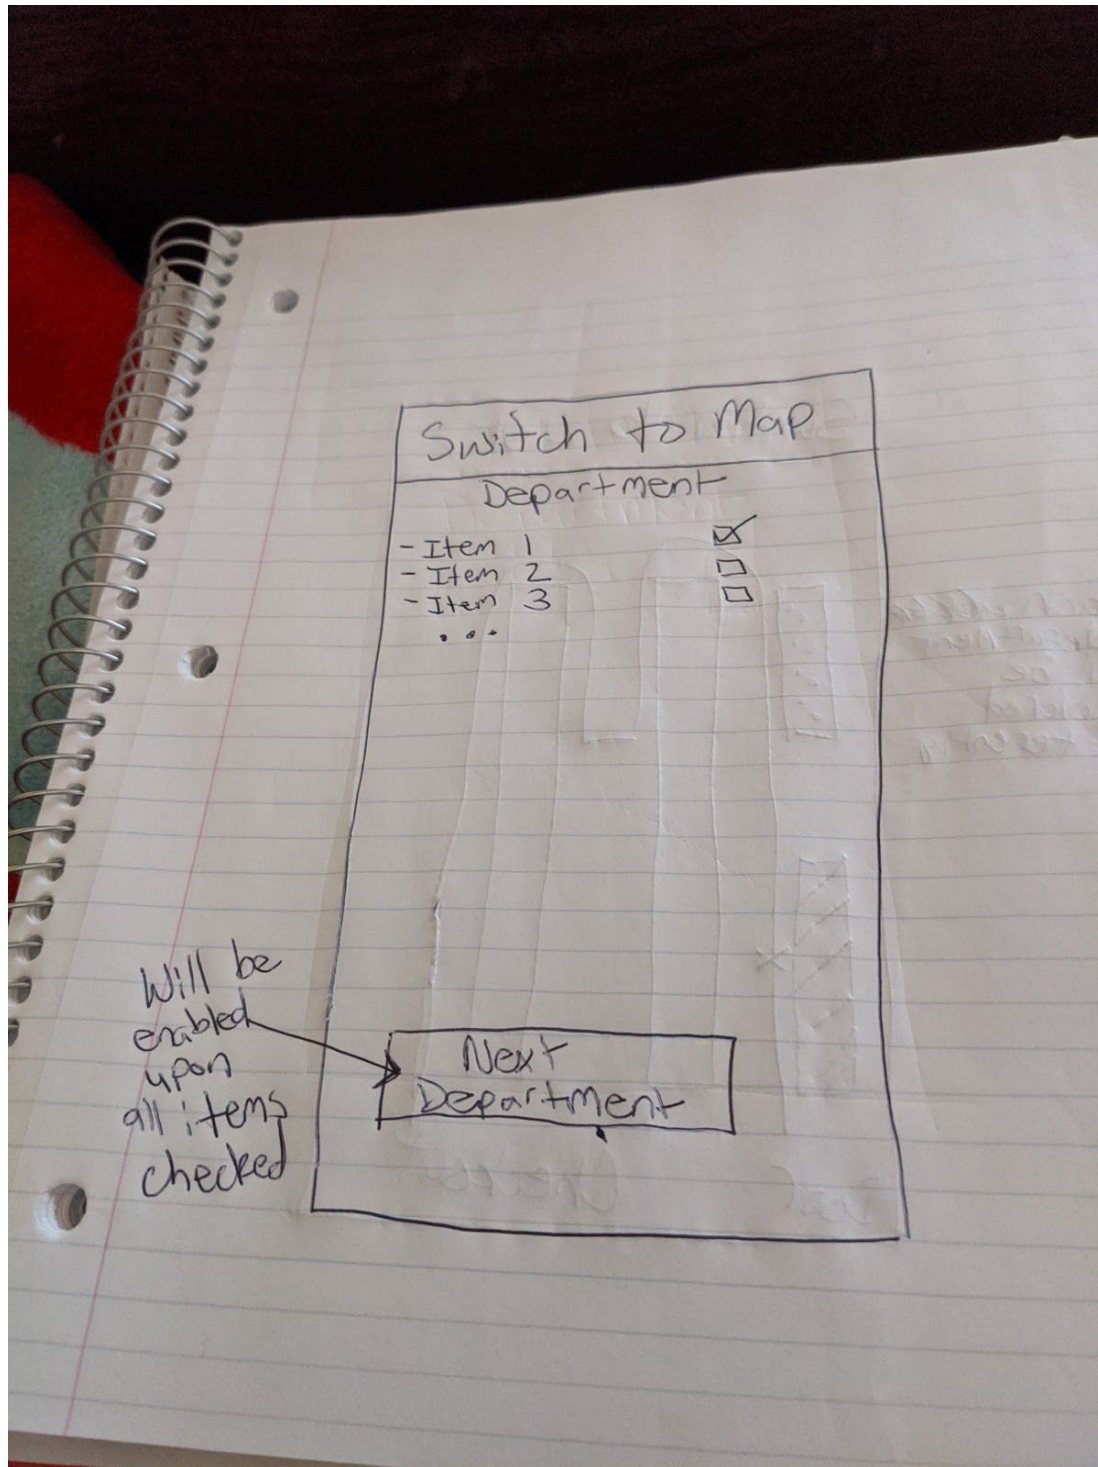 Switch to Map
Department
- Item 1
- Item 2
- Item 3
...
Will be
enabled
upon
all items
checked
Next
Department